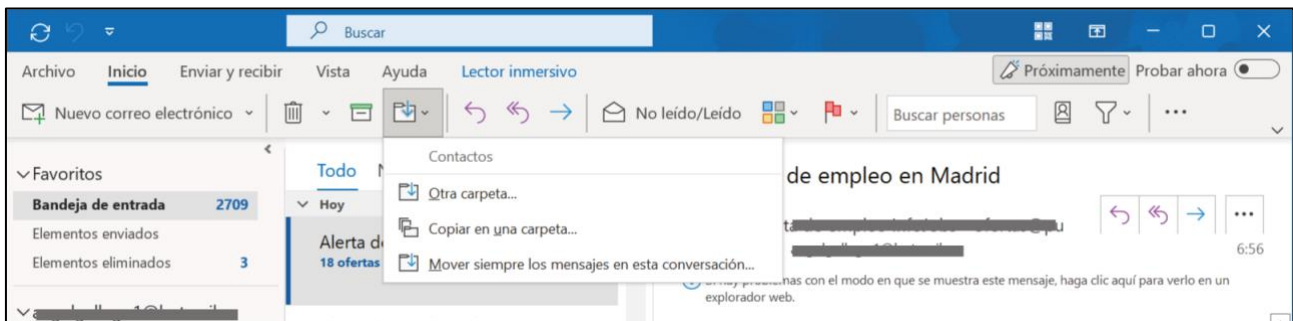 Buscar
Archivo Inicio Enviar y recibir Vista Ayuda Lector inmersivo Próximamente Probar ahora
Nuevo correo electrónico No leído/Leído Buscar personas
Contactos
Otra carpeta...
Copiar en una carpeta...
Mover siempre los mensajes en esta conversación...
Favoritos
Bandeja de entrada 2709
Elementos enviados
Elementos eliminados 3
Todo
Hoy
Alerta de
18 ofertas
de empleo en Madrid
6:56
mas con el modo en que se muestra este mensaje, haga clic aquí para verlo en un
explorador web.